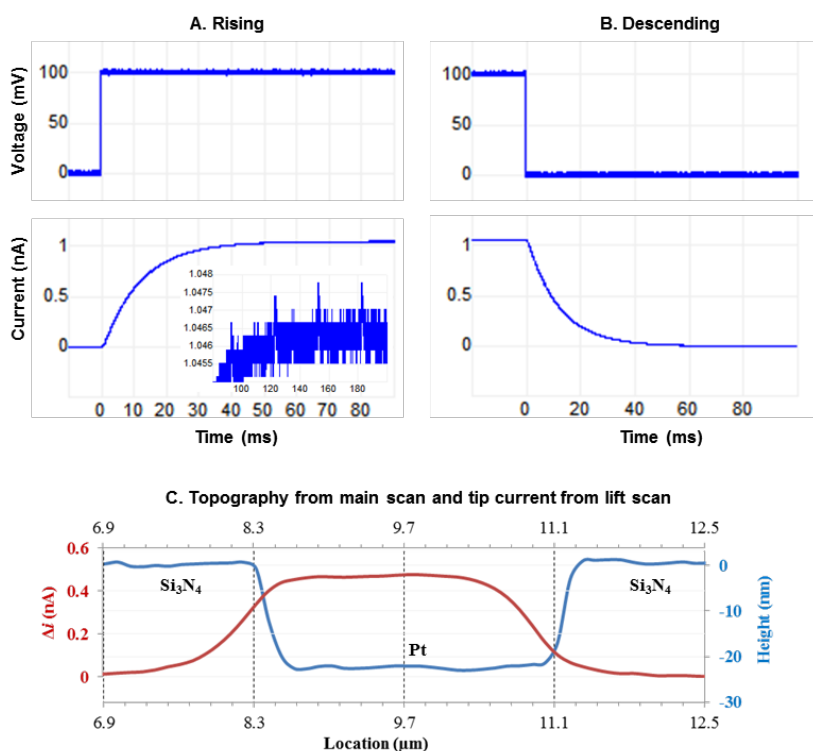 A. Rising
B. Descending
Voltage (mV)
100
50
0
100
50
0
Current (nA)
1
0.5
0
1.048
1.0475
1.047
1.0465
1.046
1.0455
100 120 140 160 180
1
0.5
0
0 10 20 30 40 50 60 70 80
0 20 40 60 80
Time (ms)
Time (ms)
C. Topography from main scan and tip current from lift scan
6.9 8.3 9.7 11.1 12.5
Δi (nA)
0.6
0.4
0.2
0
Si₃N₄
Pt
Si₃N₄
0
-10
-20
-30
Height (nm)
6.9 8.3 9.7 11.1 12.5
Location (µm)